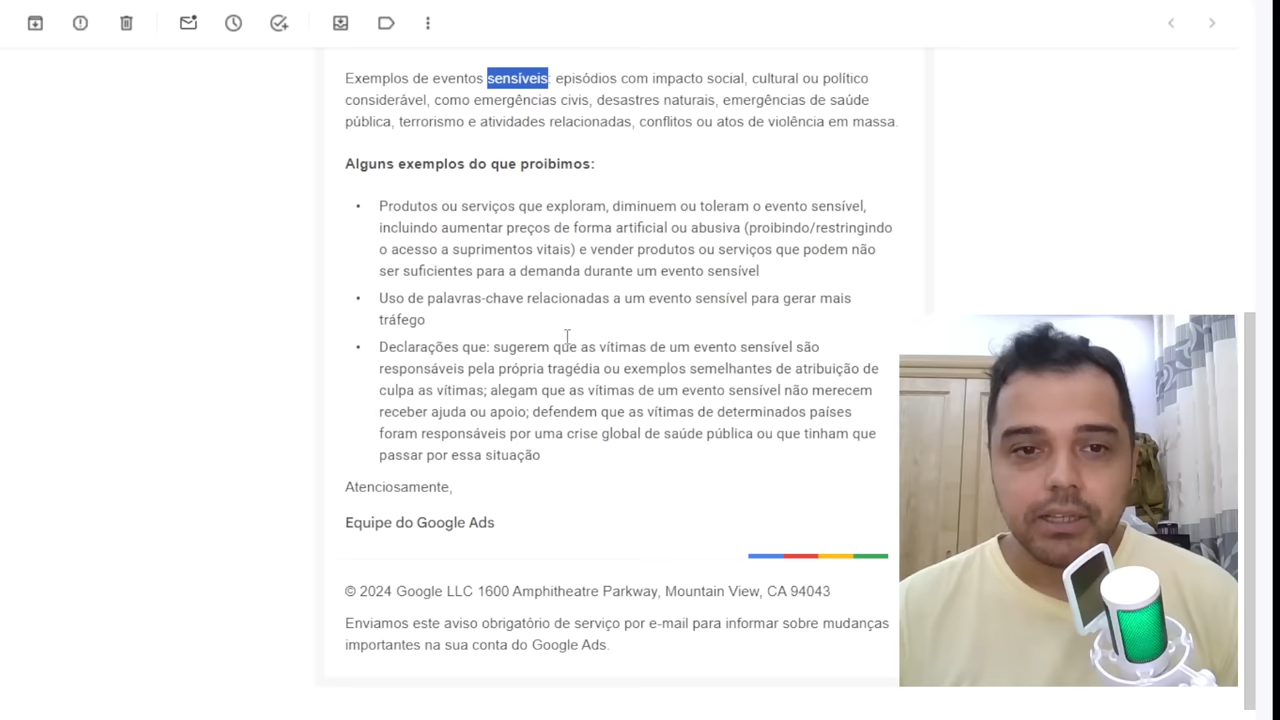 Exemplos de eventos sensíveis: episódios com impacto social, cultural ou político
considerável, como emergências civis, desastres naturais, emergências de saúde
pública, terrorismo e atividades relacionadas, conflitos ou atos de violência em massa.
Alguns exemplos do que proibimos:
• Produtos ou serviços que exploram, diminuem ou toleram o evento sensível,
incluindo aumentar preços de forma artificial ou abusiva (proibindo/restringindo
o acesso a suprimentos vitais) e vender produtos ou serviços que podem não
ser suficientes para a demanda durante um evento sensível
• Uso de palavras-chave relacionadas a um evento sensível para gerar mais
tráfego
• Declarações que: sugerem que as vítimas de um evento sensível são
responsáveis pela própria tragédia ou exemplos semelhantes de atribuição de
culpa as vítimas; alegam que as vítimas de um evento sensível não merecem
receber ajuda ou apoio; defendem que as vítimas de determinados países
foram responsáveis por uma crise global de saúde pública ou que tinham que
passar por essa situação
Atenciosamente,
Equipe do Google Ads
© 2024 Google LLC 1600 Amphitheatre Parkway, Mountain View, CA 94043
Enviamos este aviso obrigatório de serviço por e-mail para informar sobre mudanças
importantes na sua conta do Google Ads.